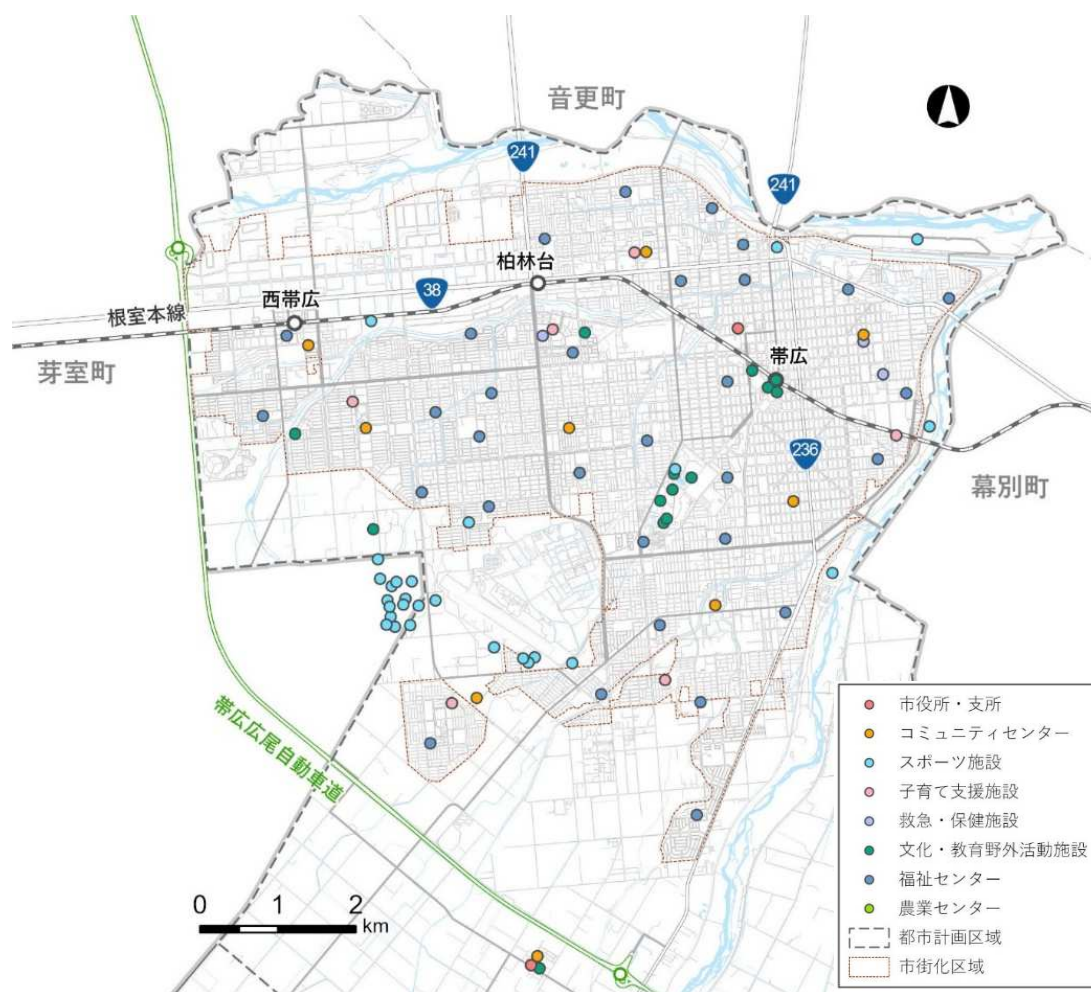 音更町
241
241
柏林台
38
西帯広
根室本線
芽室町
帯広
236
幕別町
帯広広尾自動車道
0 1 2
km
市役所・支所
コミュニティセンター
スポーツ施設
子育て支援施設
救急・保健施設
文化・教育野外活動施設
福祉センター
農業センター
都市計画区域
市街化区域